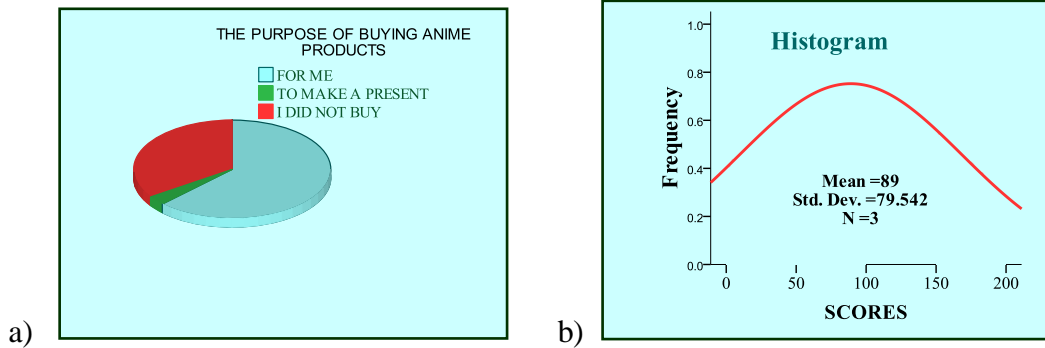 THE PURPOSE OF BUYING ANIME
PRODUCTS
FOR ME
TO MAKE A PRESENT
I DID NOT BUY
a)
Histogram
Frequency
1.0
0.8
0.6
0.4
0.2
0.0
Mean =89
Std. Dev. =79.542
N =3
0 50 100 150 200
SCORES
b)